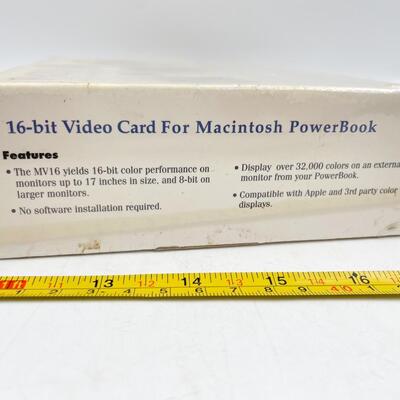 16-bit Video Card For Macintosh PowerBook
Features
• The MV16 yields 16-bit color performance on
monitors up to 17 inches in size, and 8-bit on
larger monitors.
• No software installation required.
• Display over 32,000 colors on an external
monitor from your PowerBook.
• Compatible with Apple and 3rd party color
displays.
13 14 15 16